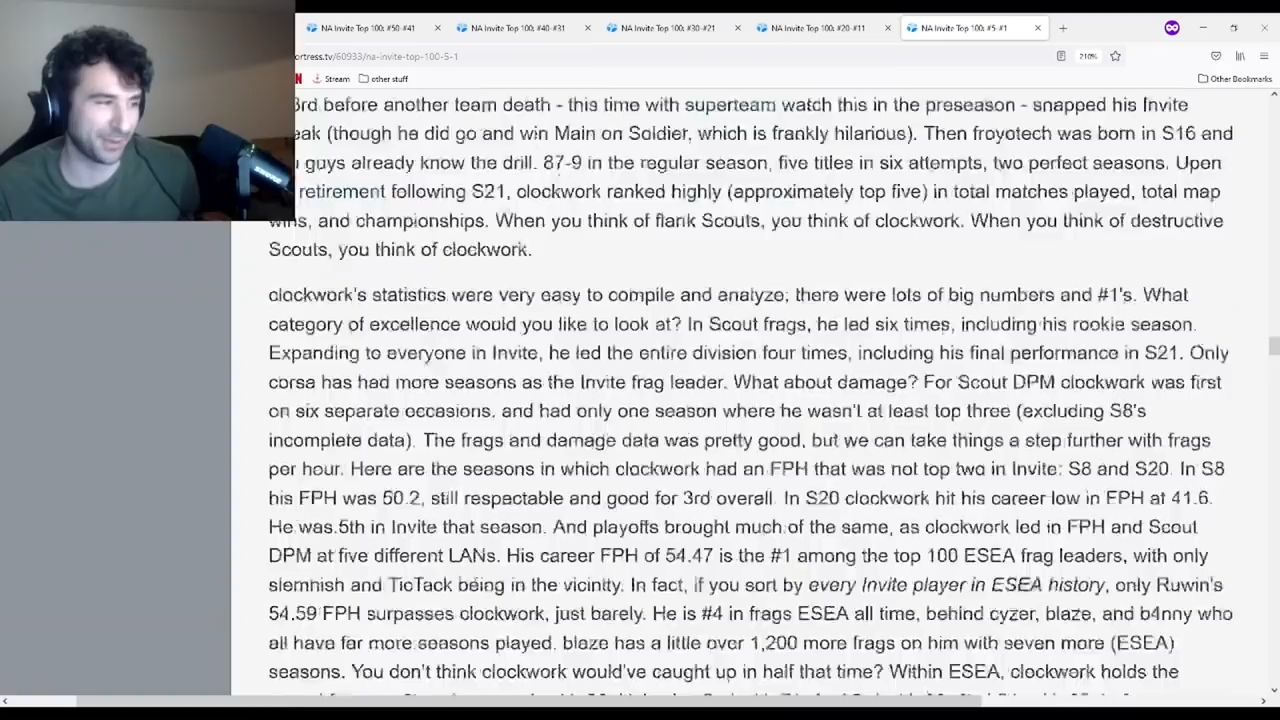 NA Invite Top 100: #50-#41
NA Invite Top 100: #40-#31
NA Invite Top 100: #30-#21
NA Invite Top 100: #20-#11
NA Invite Top 100: #5-#1
ortress.tv/60933/na-invite-top-100-5-1
210%
Stream
other stuff
Other Bookmarks
3rd before another team death - this time with superteam watch this in the preseason - snapped his Invite
eak (though he did go and win Main on Soldier, which is frankly hilarious). Then froyotech was born in S16 and
guys already know the drill. 87-9 in the regular season, five titles in six attempts, two perfect seasons. Upon
retirement following S21, clockwork ranked highly (approximately top five) in total matches played, total map
wins, and championships. When you think of flank Scouts, you think of clockwork. When you think of destructive
Scouts, you think of clockwork.
clockwork's statistics were very easy to compile and analyze; there were lots of big numbers and #1's. What
category of excellence would you like to look at? In Scout frags, he led six times, including his rookie season.
Expanding to everyone in Invite, he led the entire division four times, including his final performance in S21. Only
corsa has had more seasons as the Invite frag leader. What about damage? For Scout DPM clockwork was first
on six separate occasions. and had only one season where he wasn't at least top three (excluding S8's
incomplete data). The frags and damage data was pretty good, but we can take things a step further with frags
per hour. Here are the seasons in which clockwork had an FPH that was not top two in Invite: S8 and S20. In S8
his FPH was 50.2, still respectable and good for 3rd overall. In S20 clockwork hit his career low in FPH at 41.6.
He was 5th in Invite that season. And playoffs brought much of the same, as clockwork led in FPH and Scout
DPM at five different LANs. His career FPH of 54.47 is the #1 among the top 100 ESEA frag leaders, with only
slemnish and TicTack being in the vicinity. In fact, if you sort by every Invite player in ESEA history, only Ruwin's
54.59 FPH surpasses clockwork, just barely. He is #4 in frags ESEA all time, behind cyzer, blaze, and b4nny who
all have far more seasons played. blaze has a little over 1,200 more frags on him with seven more (ESEA)
seasons. You don't think clockwork would've caught up in half that time? Within ESEA, clockwork holds the